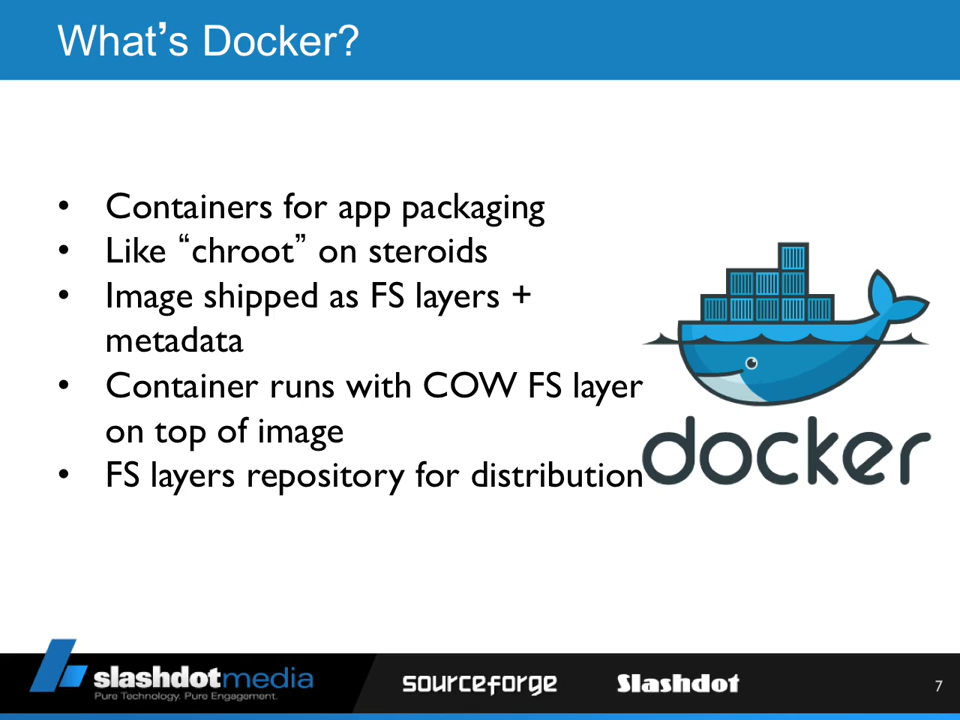 What’s Docker?
• Containers for app packaging
• Like “chroot” on steroids
• Image shipped as FS layers +
metadata
• Container runs with COW FS layer
on top of image
• FS layers repository for distribution
docker
slashdotmedia
Pure Technology. Pure Engagement.
sourceforge
Slashdot
7